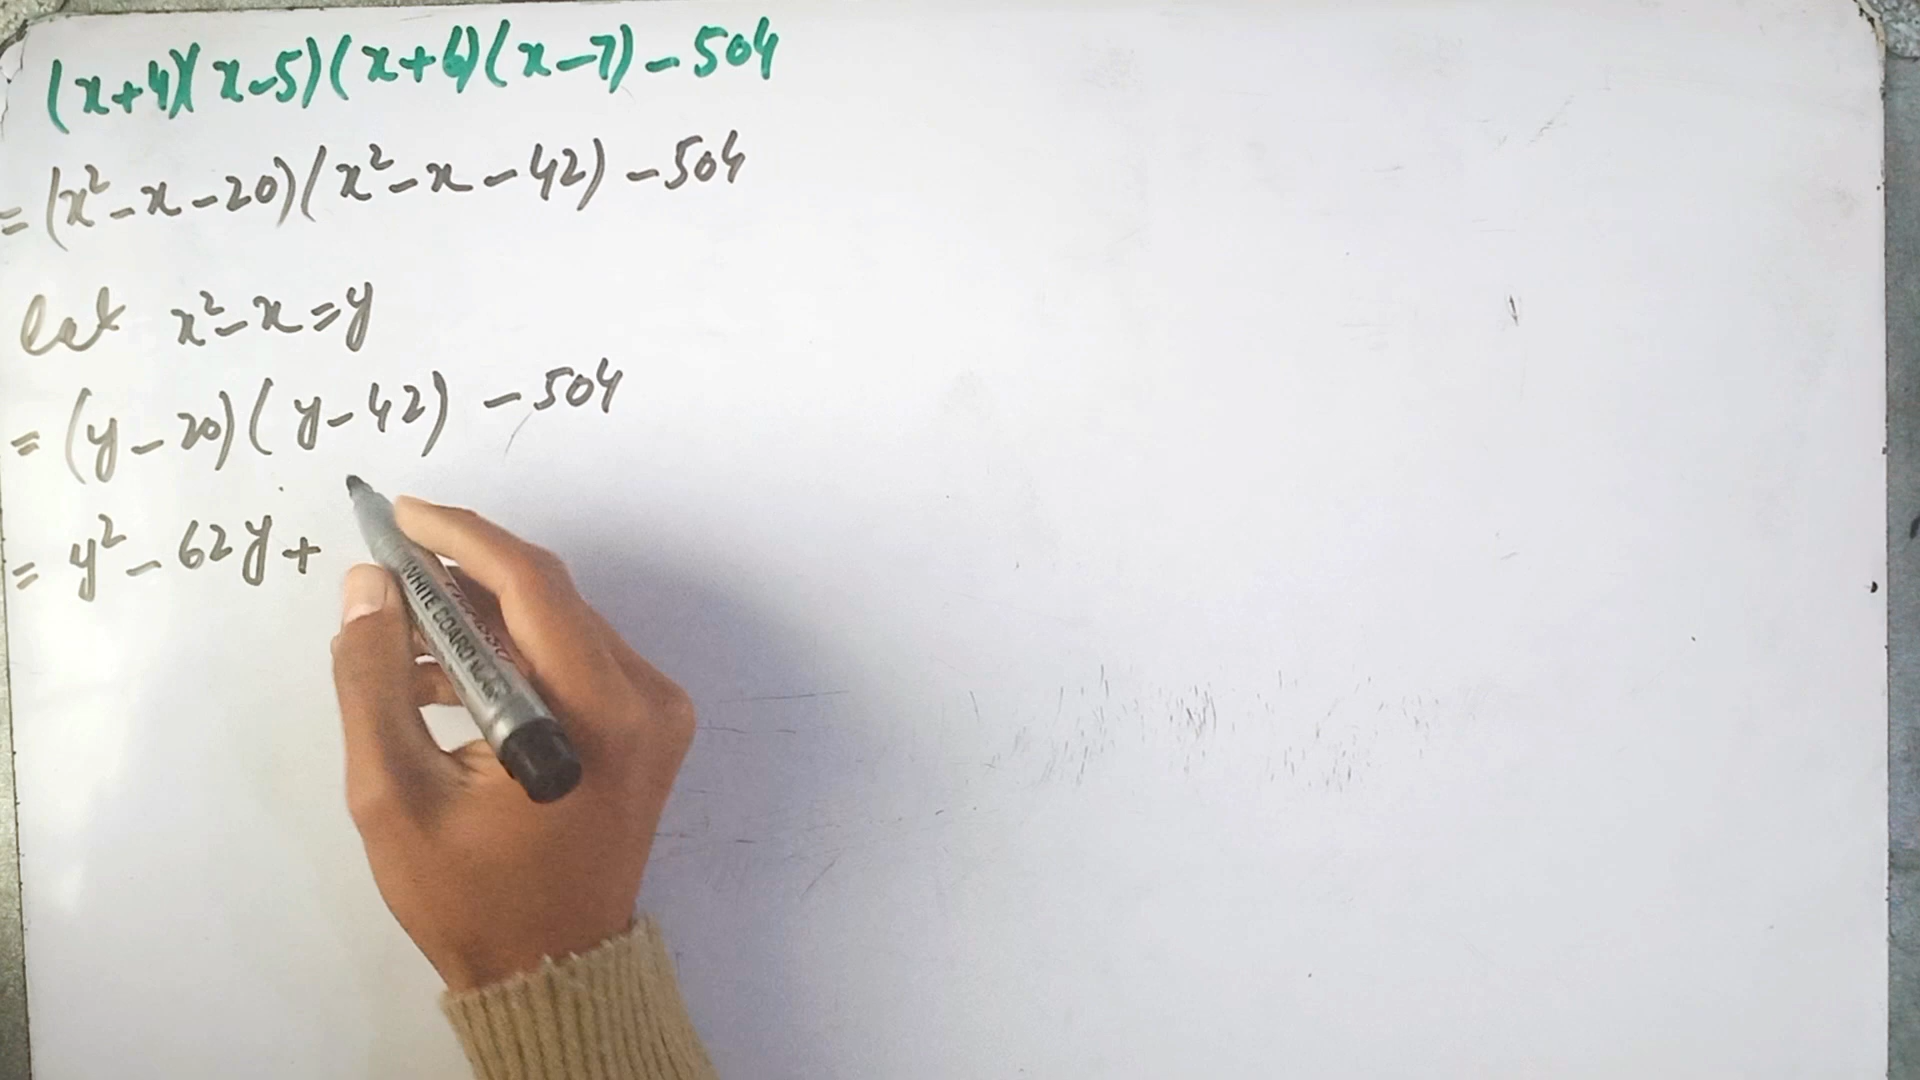 (x+4)(x-5)(x+6)(x-7)-504
=(x²-x-20)(x²-x-42)-504
let x²-x=y
=(y-20)(y-42)-504
=y²-62y+
WHITE BOARD